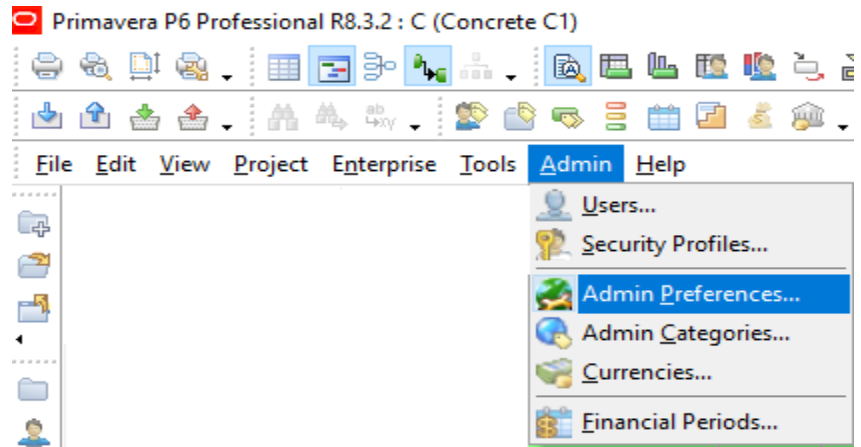 Primavera P6 Professional R8.3.2 : C (Concrete C1)
File Edit View Project Enterprise Tools Admin Help
Users...
Security Profiles...
Admin Preferences...
Admin Categories...
Currencies...
Financial Periods...